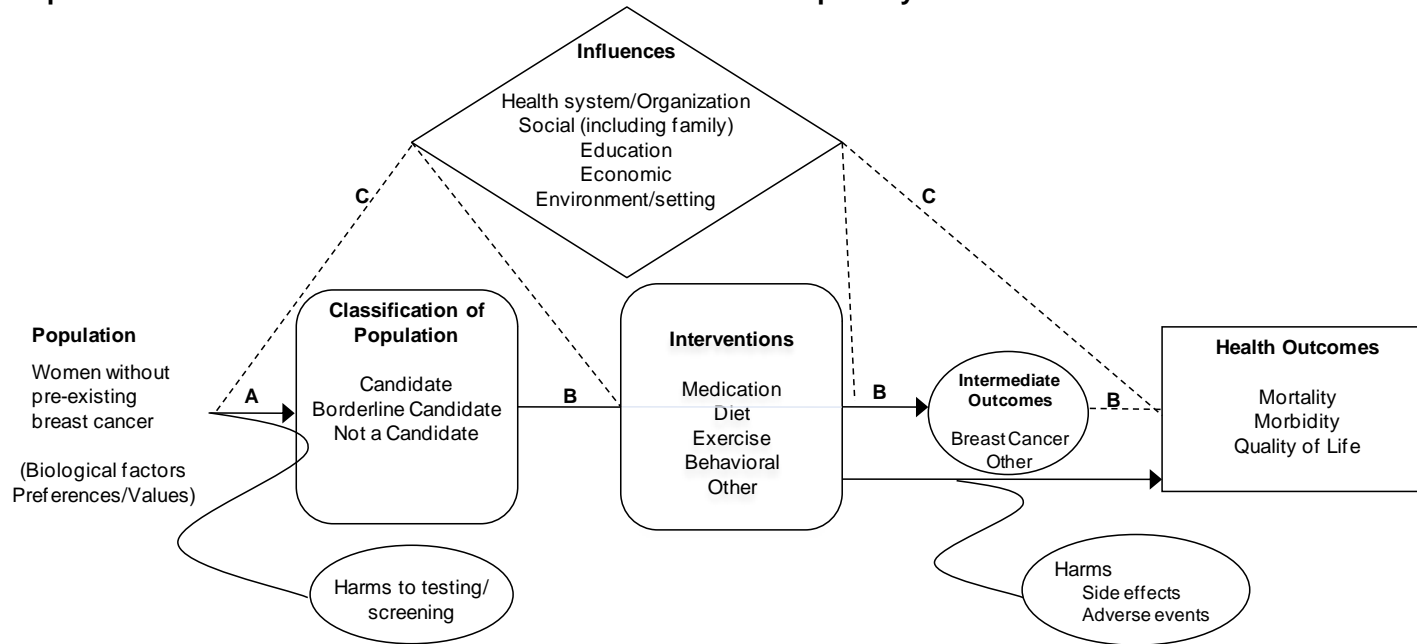 Influences
Health system/Organization
Social (including family)
Education
Economic
Environment/setting
C
C
Population
Women without
pre-existing
breast cancer
(Biological factors
Preferences/Values)
A
Classification of
Population
Candidate
Borderline Candidate
Not a Candidate
B
Interventions
Medication
Diet
Exercise
Behavioral
Other
B
Intermediate
Outcomes
Breast Cancer
Other
B
Health Outcomes
Mortality
Morbidity
Quality of Life
Harms to testing/
screening
Harms
Side effects
Adverse events